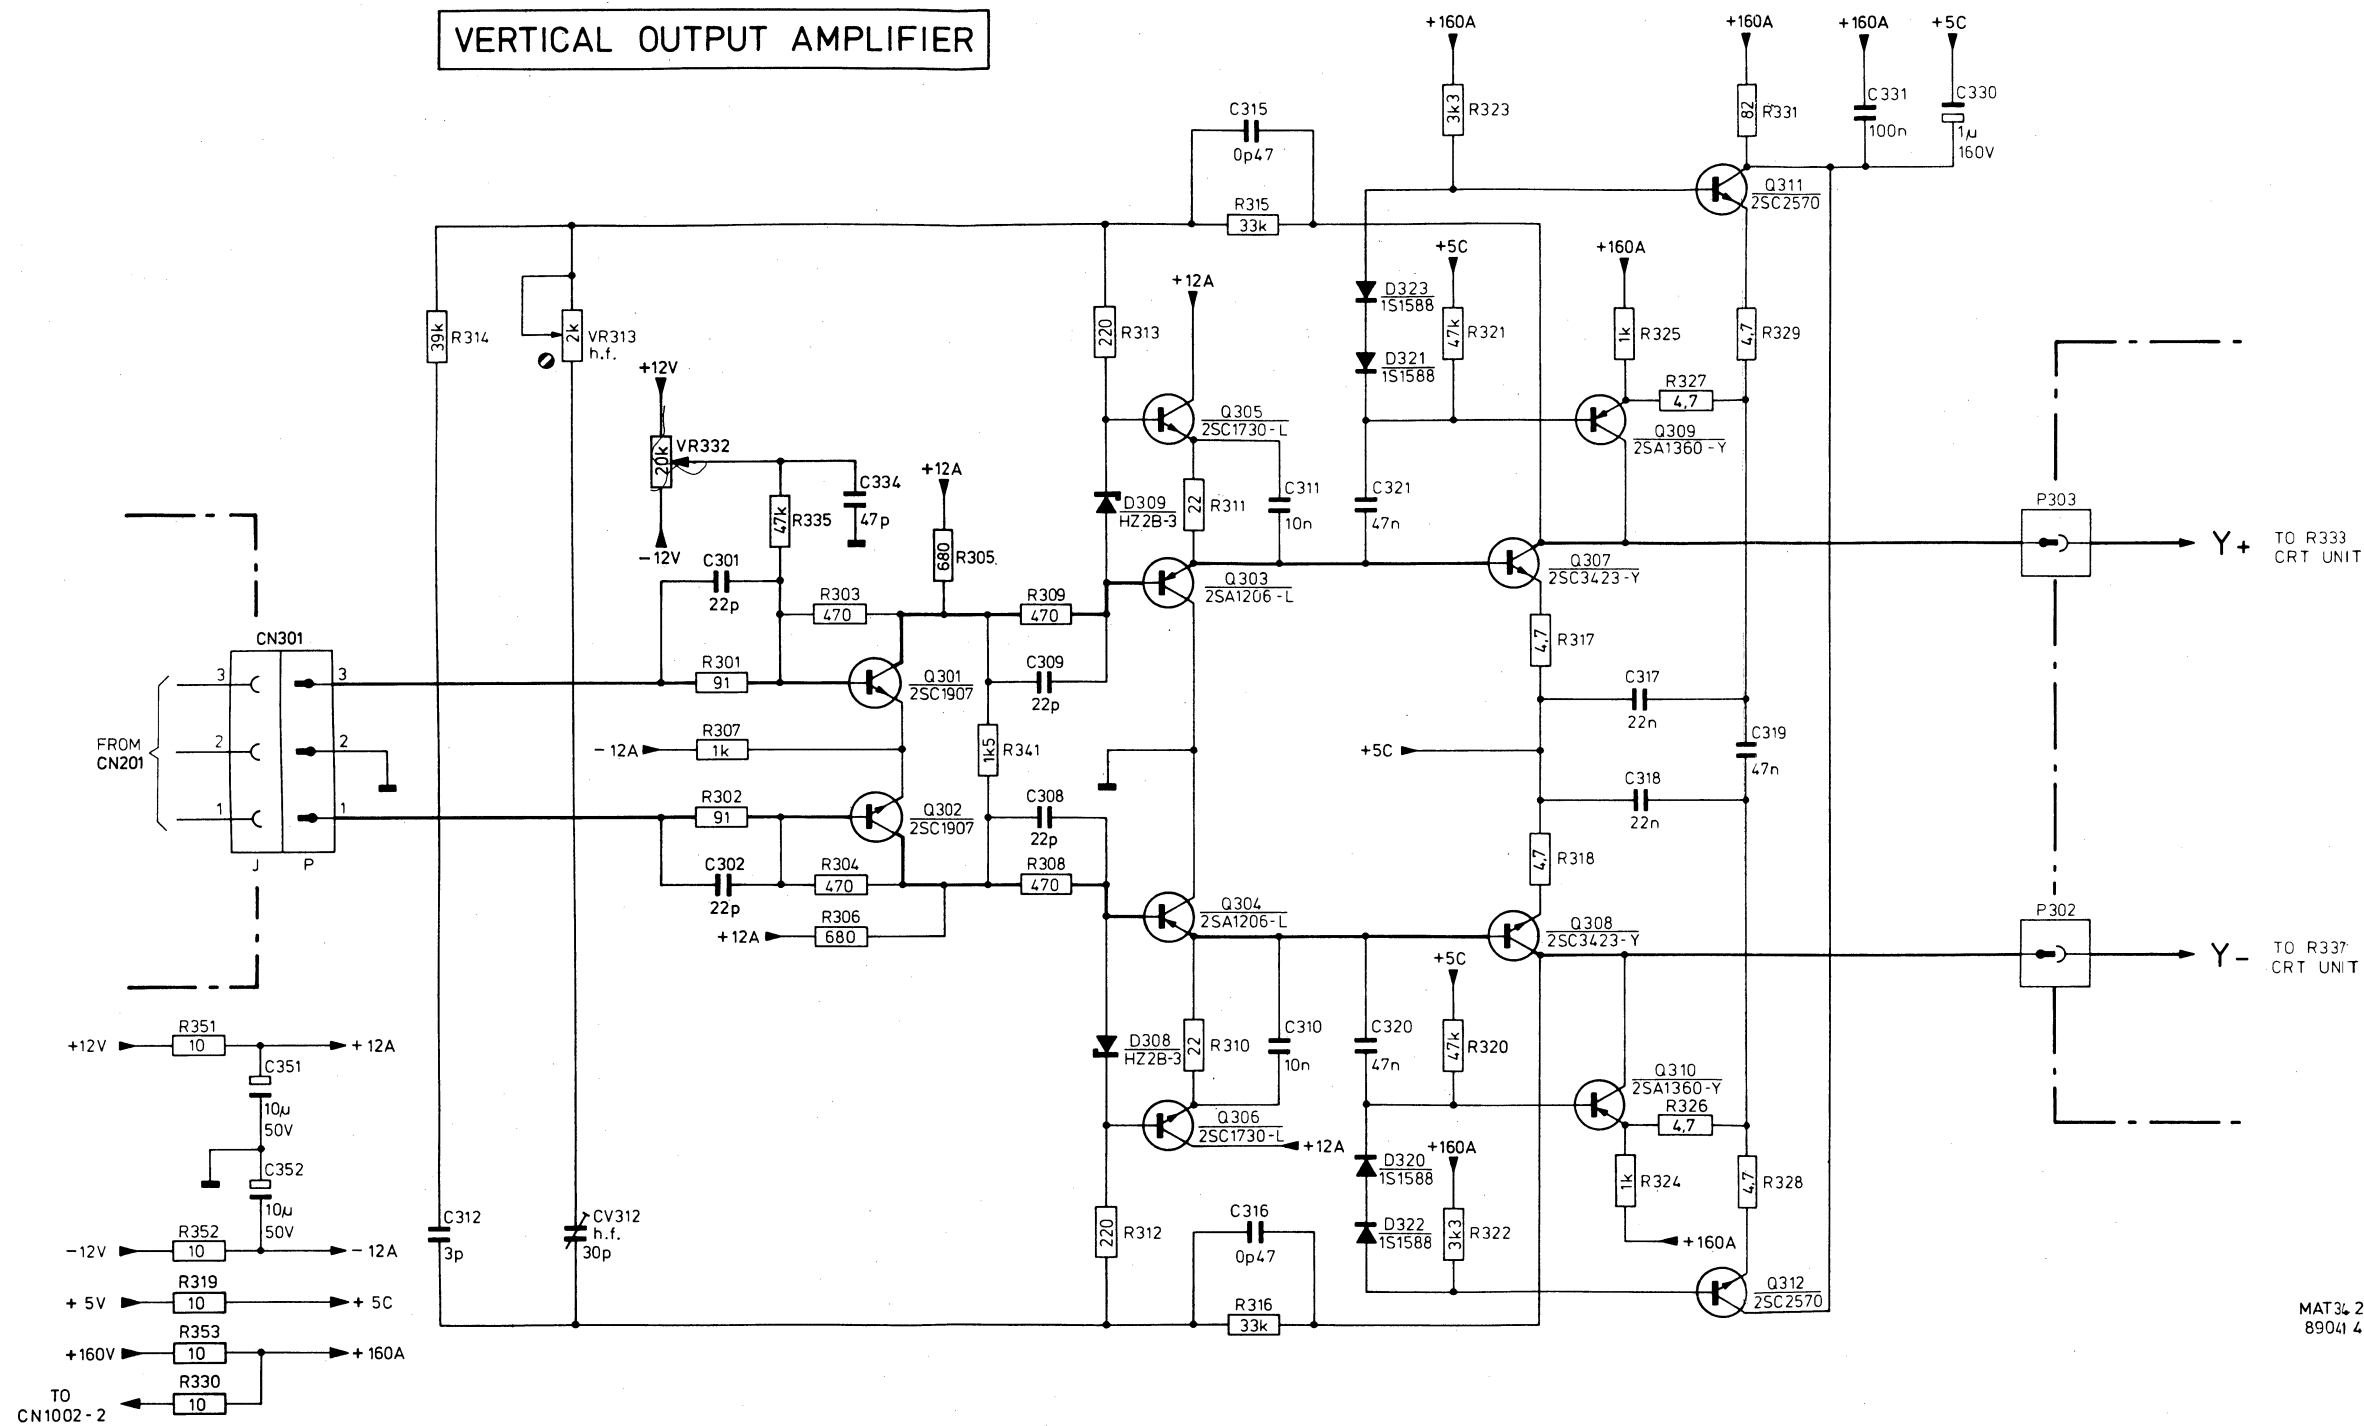 VERTICAL OUTPUT AMPLIFIER
+160A
+160A
+160A
+5C
3k3
R323
82
R331
C331
100n
C330
1µ
160V
C315
0p47
R315
33k
Q311
2SC2570
+5C
+160A
+12A
39k
R314
2k
VR313
h.f.
220
R313
D323
1S1588
D321
1S1588
47k
R321
1k
R325
4,7
R329
R327
4,7
+12V
20k
VR332
-12V
47k
R335
C334
47p
+12A
680
R305
Q305
2SC1730-L
Q309
2SA1360-Y
D309
HZ2B-3
22
R311
C311
10n
C321
47n
P303
Y+
TO R333
CRT UNIT
C301
22p
R303
470
R309
470
Q303
2SA1206-L
Q307
2SC3423-Y
CN301
3
3
R301
91
Q301
2SC1907
C309
22p
4,7
R317
C317
22n
FROM
CN201
2
2
-12A
R307
1k
1k5
R341
+5C
C319
47n
1
1
R302
91
Q302
2SC1907
C308
22p
C318
22n
J
P
C302
22p
R304
470
R308
470
4,7
R318
R306
+12A
680
Q304
2SA1206-L
Q308
2SC3423-Y
P302
Y-
TO R337
CRT UNIT
+5C
+12V
R351
10
+12A
C351
10µ
50V
D308
HZ2B-3
22
R310
C310
10n
C320
47n
47k
R320
Q310
2SA1360-Y
R326
4,7
Q306
2SC1730-L
+12A
+160A
D320
1S1588
C352
10µ
50V
1k
R324
4,7
R328
-12V
R352
10
-12A
C312
3p
CV312
h.f.
30p
220
R312
C316
0p47
D322
1S1588
3k3
R322
+160A
R319
+5V
10
+5C
R316
33k
Q312
2SC2570
R353
+160V
10
+160A
R330
10
TO
CN1002-2
MAT34 2
89041 4